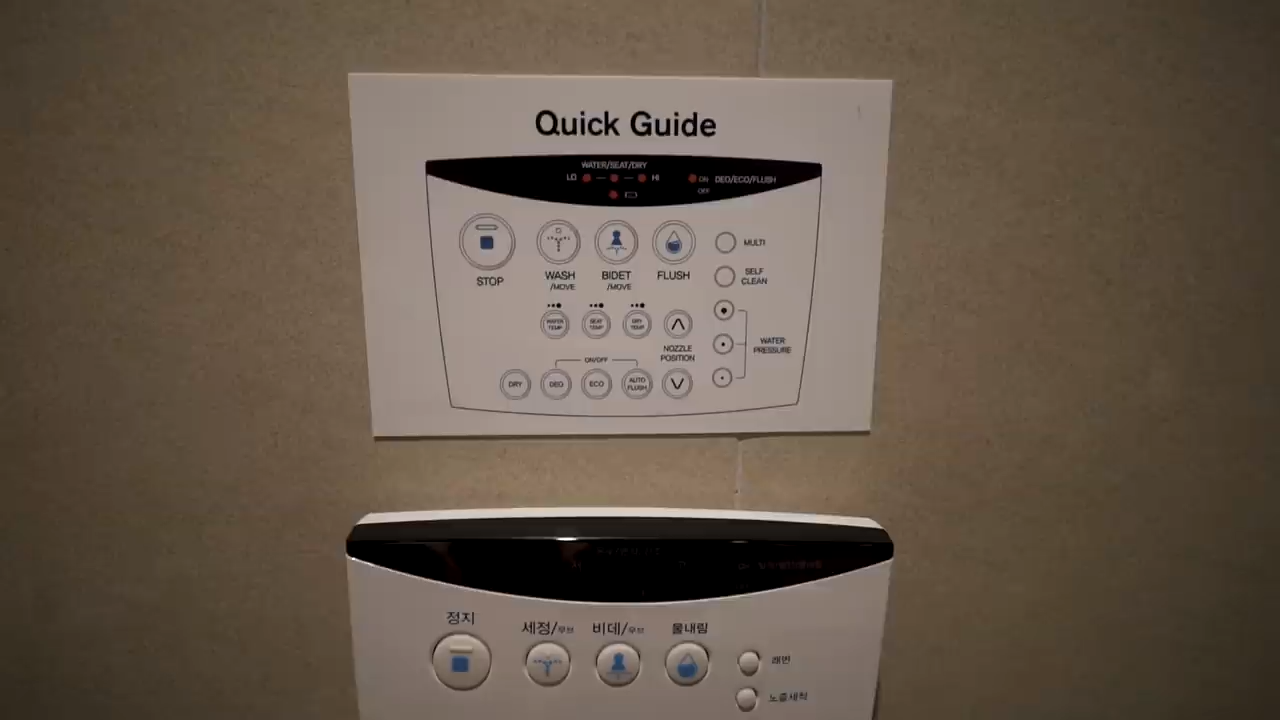 Quick Guide
WATER/SEAT/DRY
LO HI ON DEO/ECO/FLUSH
OFF
STOP
WASH
/MOVE
BIDET
/MOVE
FLUSH
MULTI
SELF
CLEAN
WATER
TEMP
SEAT
TEMP
DRY
TEMP
NOZZLE
POSITION
WATER
PRESSURE
ON/OFF
DRY
DEO
ECO
AUTO
FLUSH
정지
세정/무브
비데/무브
물내림
쾌변
노즐세척